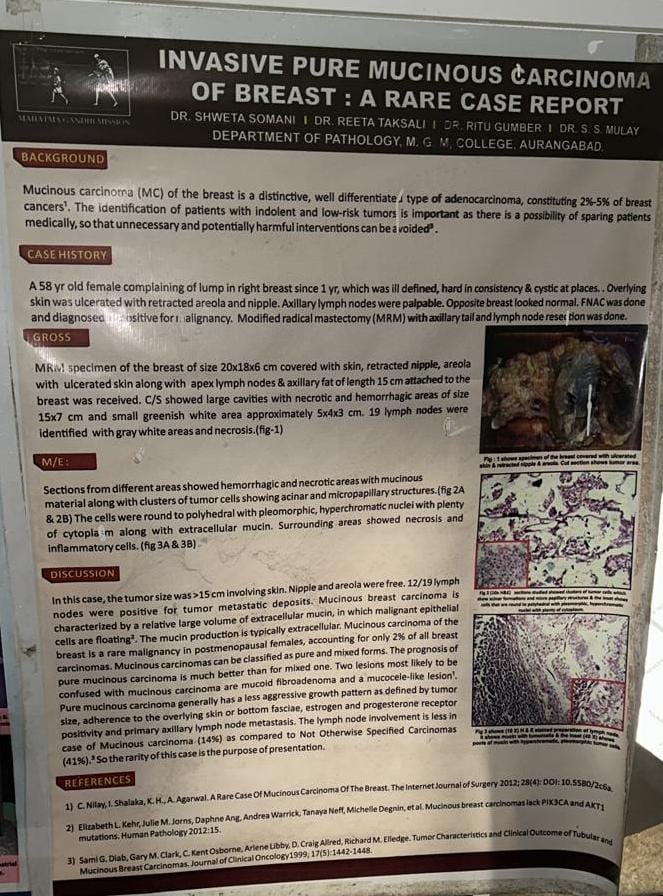 INVASIVE PURE MUCINOUS CARCINOMA
OF BREAST : A RARE CASE REPORT
MAHATMA GANDHI MISSION
DR. SHWETA SOMANI I DR. REETA TAKSALI I DR. RITU GUMBER I DR. S. S. MULAY
DEPARTMENT OF PATHOLOGY, M. G M, COLLEGE, AURANGABAD.
BACKGROUND
Mucinous carcinoma (MC) of the breast is a distinctive, well differentiated type of adenocarcinoma, constituting 2%-5% of breast
cancers¹. The identification of patients with indolent and low-risk tumors is important as there is a possibility of sparing patients
medically, so that unnecessary and potentially harmful interventions can be avoided³.
CASE HISTORY
A 58 yr old female complaining of lump in right breast since 1 yr, which was ill defined, hard in consistency & cystic at places. . Overlying
skin was ulcerated with retracted areola and nipple. Axillary lymph nodes were palpable. Opposite breast looked normal. FNAC was done
and diagnosed positive for malignancy. Modified radical mastectomy (MRM) with axillary tail and lymph node resection was done.
GROSS
MRM specimen of the breast of size 20x18x6 cm covered with skin, retracted nipple, areola
with ulcerated skin along with apex lymph nodes & axillary fat of length 15 cm attached to the
breast was received. C/S showed large cavities with necrotic and hemorrhagic areas of size
15x7 cm and small greenish white area approximately 5x4x3 cm. 19 lymph nodes were
identified with gray white areas and necrosis.(fig-1)
Fig : 1 shows specimen of the breast covered with ulcerated
skin & retracted nipple & areola. Cut section shows tumor area.
M/E:
Sections from different areas showed hemorrhagic and necrotic areas with mucinous
material along with clusters of tumor cells showing acinar and micropapillary structures.(fig 2A
& 2B) The cells were round to polyhedral with pleomorphic, hyperchromatic nuclei with plenty
of cytoplasm along with extracellular mucin. Surrounding areas showed necrosis and
inflammatory cells. (fig 3A & 3B)
Fig 2 (10x H&E) sections studied showed clusters of tumor cells which
show acinar formations and micro papillary structures & the inset shows
cells that are round to polyhedral with pleomorphic, hyperchromatic
nuclei with plenty of cytoplasm.
DISCUSSION
In this case, the tumor size was >15 cm involving skin. Nipple and areola were free. 12/19 lymph
nodes were positive for tumor metastatic deposits. Mucinous breast carcinoma is
characterized by a relative large volume of extracellular mucin, in which malignant epithelial
cells are floating². The mucin production is typically extracellular. Mucinous carcinoma of the
breast is a rare malignancy in postmenopausal females, accounting for only 2% of all breast
carcinomas. Mucinous carcinomas can be classified as pure and mixed forms. The prognosis of
pure mucinous carcinoma is much better than for mixed one. Two lesions most likely to be
confused with mucinous carcinoma are mucoid fibroadenoma and a mucocele-like lesion¹.
Pure mucinous carcinoma generally has a less aggressive growth pattern as defined by tumor
size, adherence to the overlying skin or bottom fasciae, estrogen and progesterone receptor
positivity and primary axillary lymph node metastasis. The lymph node involvement is less in
case of Mucinous carcinoma (14%) as compared to Not Otherwise Specified Carcinomas
(41%).³ So the rarity of this case is the purpose of presentation.
Fig 3 shows (10 X) H & E stained preparation of lymph node.
It shows mucin with & the inset (40 X) shows
pools of mucin with hyperchromatic, pleomorphic tumor cells.
REFERENCES
1) C. Nilay, I. Shalaka, K. H., A. Agarwal. A Rare Case Of Mucinous Carcinoma Of The Breast. The Internet Journal of Surgery 2012; 28(4): DOI: 10.5580/2c6a.
2) Elizabeth L. Kehr, Julie M. Jorns, Daphne Ang, Andrea Warrick, Tanaya Neff, Michelle Degnin, et al. Mucinous breast carcinomas lack PIK3CA and AKT1
mutations. Human Pathology 2012:15.
3) Sami G. Diab, Gary M. Clark, C. Kent Osborne, Arlene Libby, D. Craig Allred, Richard M. Elledge. Tumor Characteristics and Clinical Outcome of Tubular and
Mucinous Breast Carcinomas. Journal of Clinical Oncology1999; 17(5):1442-1448.